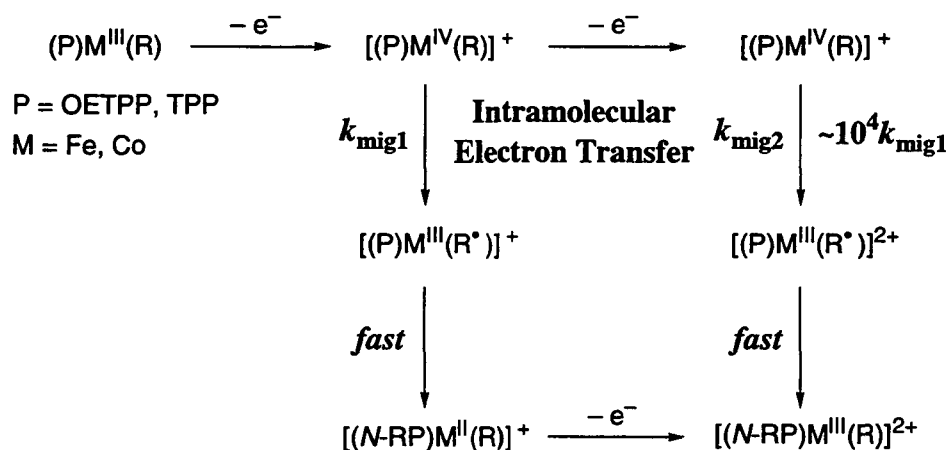 (P)M^III(R) – e⁻ [(P)M^IV(R)]⁺ – e⁻ [(P)M^IV(R)]⁺
P = OETPP, TPP
M = Fe, Co
k_mig1 Intramolecular Electron Transfer k_mig2 ~10⁴k_mig1
[(P)M^III(R•)]⁺ [(P)M^III(R•)]²⁺
fast fast
[(N-RP)M^II(R)]⁺ – e⁻ [(N-RP)M^III(R)]²⁺